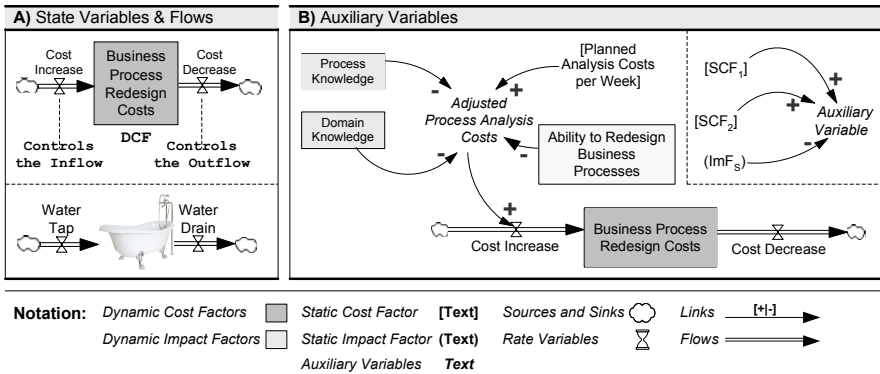 A) State Variables & Flows
Cost
Increase
Business
Process
Redesign
Costs
Cost
Decrease
DCF
Controls
the Inflow
Controls
the Outflow
Water
Tap
Water
Drain
B) Auxiliary Variables
Process
Knowledge
-
Domain
Knowledge
-
Adjusted
Process Analysis
Costs
+
[Planned
Analysis Costs
per Week]
-
Ability to Redesign
Business
Processes
+
Cost Increase
Business Process
Redesign Costs
Cost Decrease
[SCF1]
+
[SCF2]
+
Auxiliary
Variable
(ImFS)
-
Notation:
Dynamic Cost Factors
Static Cost Factor [Text]
Sources and Sinks
Links [+|-]
Dynamic Impact Factors
Static Impact Factor (Text)
Rate Variables
Flows
Auxiliary Variables Text